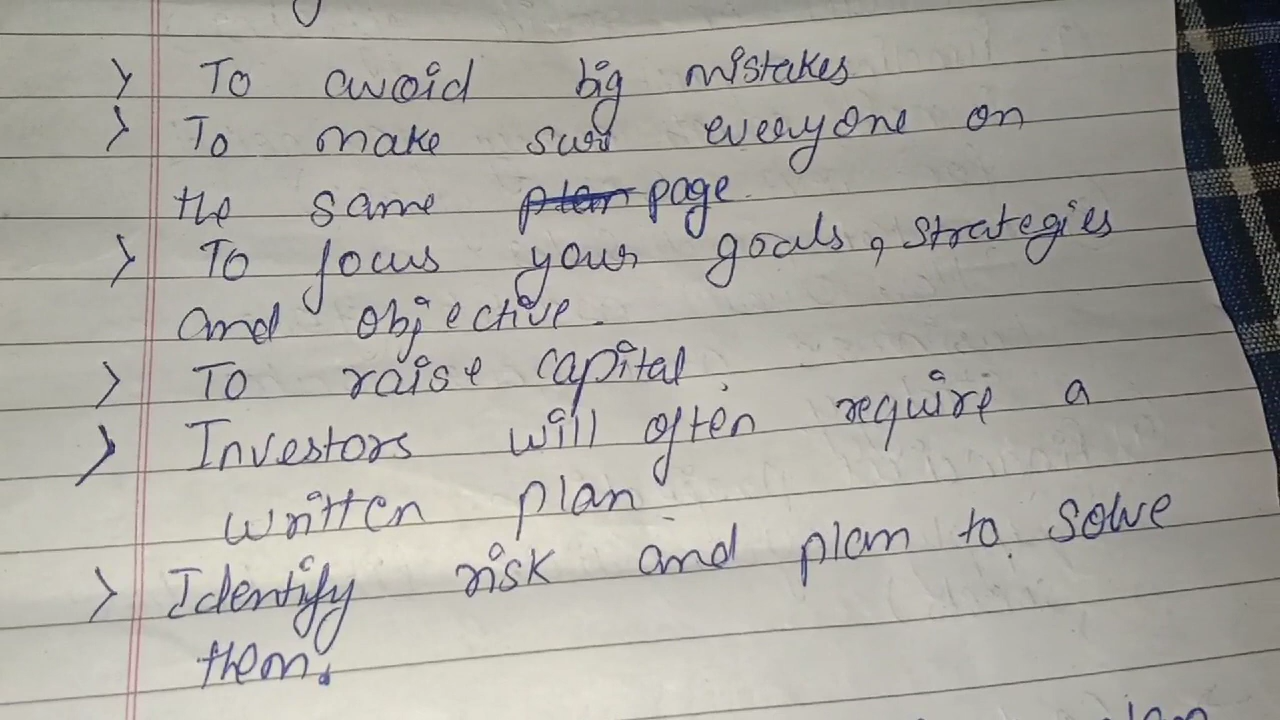 > To avoid big mistakes
> To make sure everyone on
the same plan page.
> To focus your goals, strategies
and objective.
> To raise capital.
> Investors will often require a
written plan
> Identify risk and plan to solve
them.
plan